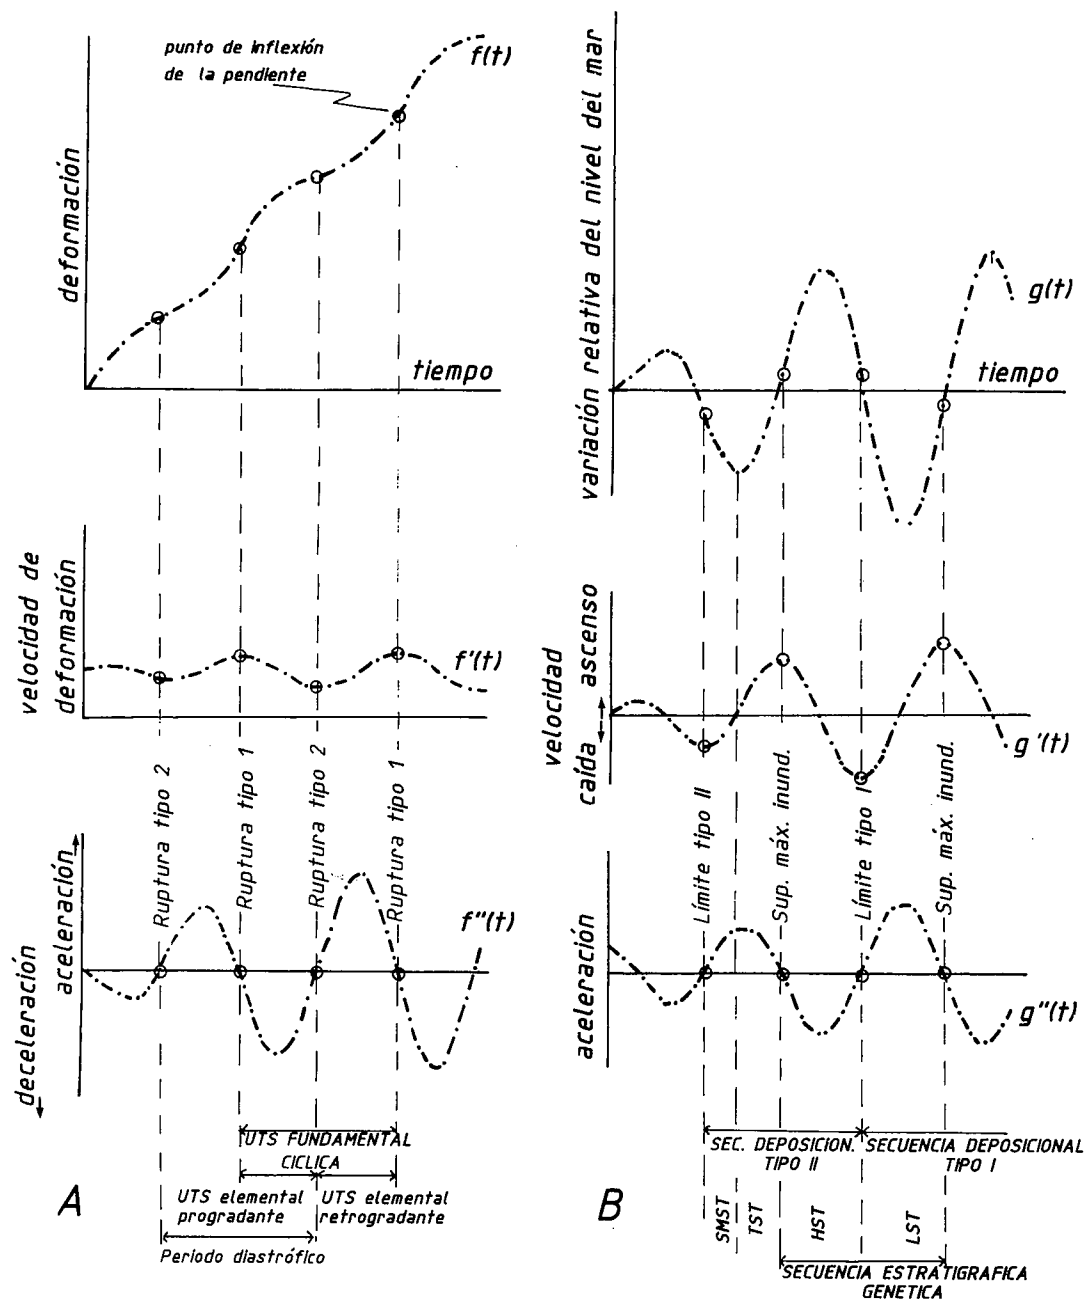 punto de inflexión
de la pendiente
f(t)
deformación
tiempo
velocidad de
deformación
f'(t)
Ruptura tipo 2
Ruptura tipo 1
Ruptura tipo 2
Ruptura tipo 1
aceleración
deceleración
f''(t)
UTS FUNDAMENTAL
CICLICA
UTS elemental
progradante
UTS elemental
retrogradante
Periodo diastrófico
A
variación relativa del nivel del mar
g(t)
tiempo
velocidad
caída
ascenso
g'(t)
Límite tipo II
Sup. máx. inund.
Límite tipo I
Sup. máx. inund.
aceleración
g''(t)
SEC. DEPOSICION.
TIPO II
SECUENCIA DEPOSICIONAL
TIPO I
SMST
TST
HST
LST
SECUENCIA ESTRATIGRAFICA
GENETICA
B